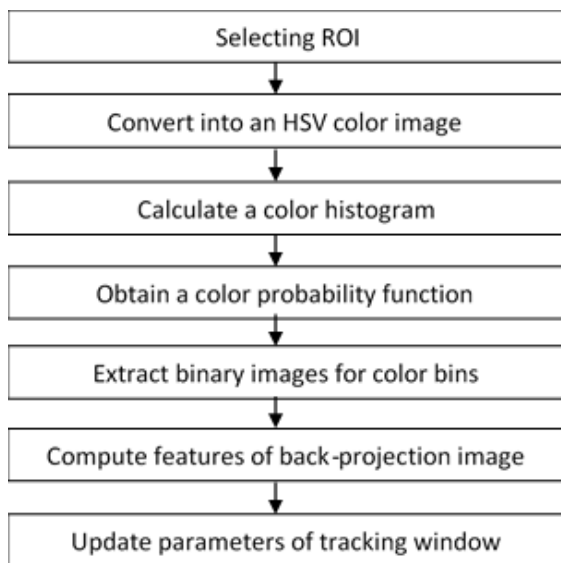 Selecting ROI
Convert into an HSV color image
Calculate a color histogram
Obtain a color probability function
Extract binary images for color bins
Compute features of back-projection image
Update parameters of tracking window